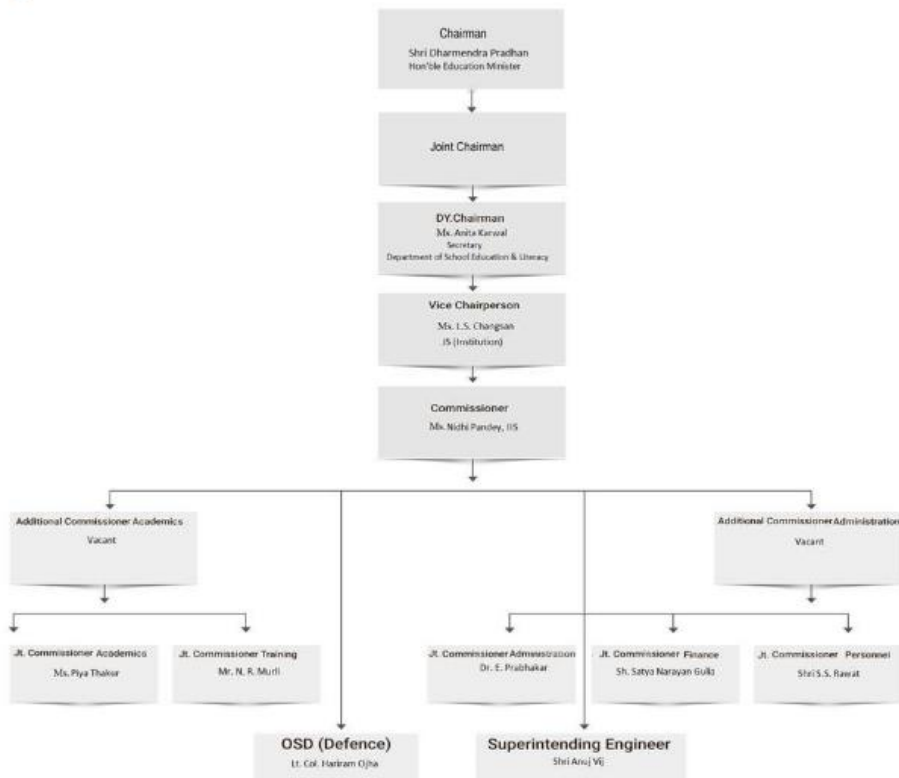 Chairman
Shri Dharmendra Pradhan
Hon'ble Education Minister
Joint Chairman
DY.Chairman
Ms. Anita Karwal
Secretary
Department of School Education & Literacy
Vice Chairperson
Ms. L.S. Changsan
JS (Institution)
Commissioner
Ms. Nidhi Pandey, IIS
Additional Commissioner Academics
Vacant
Additional Commissioner Administration
Vacant
Jt. Commissioner Academics
Ms. Piya Thakur
Jt. Commissioner Training
Mr. N. R. Murli
Jt. Commissioner Administration
Dr. E. Prabhakar
Jt. Commissioner Finance
Sh. Satya Narayan Gulla
Jt. Commissioner Personnel
Shri S.S. Rawat
OSD (Defence)
Lt. Col. Hariram Ojha
Superintending Engineer
Shri Anuj Vij